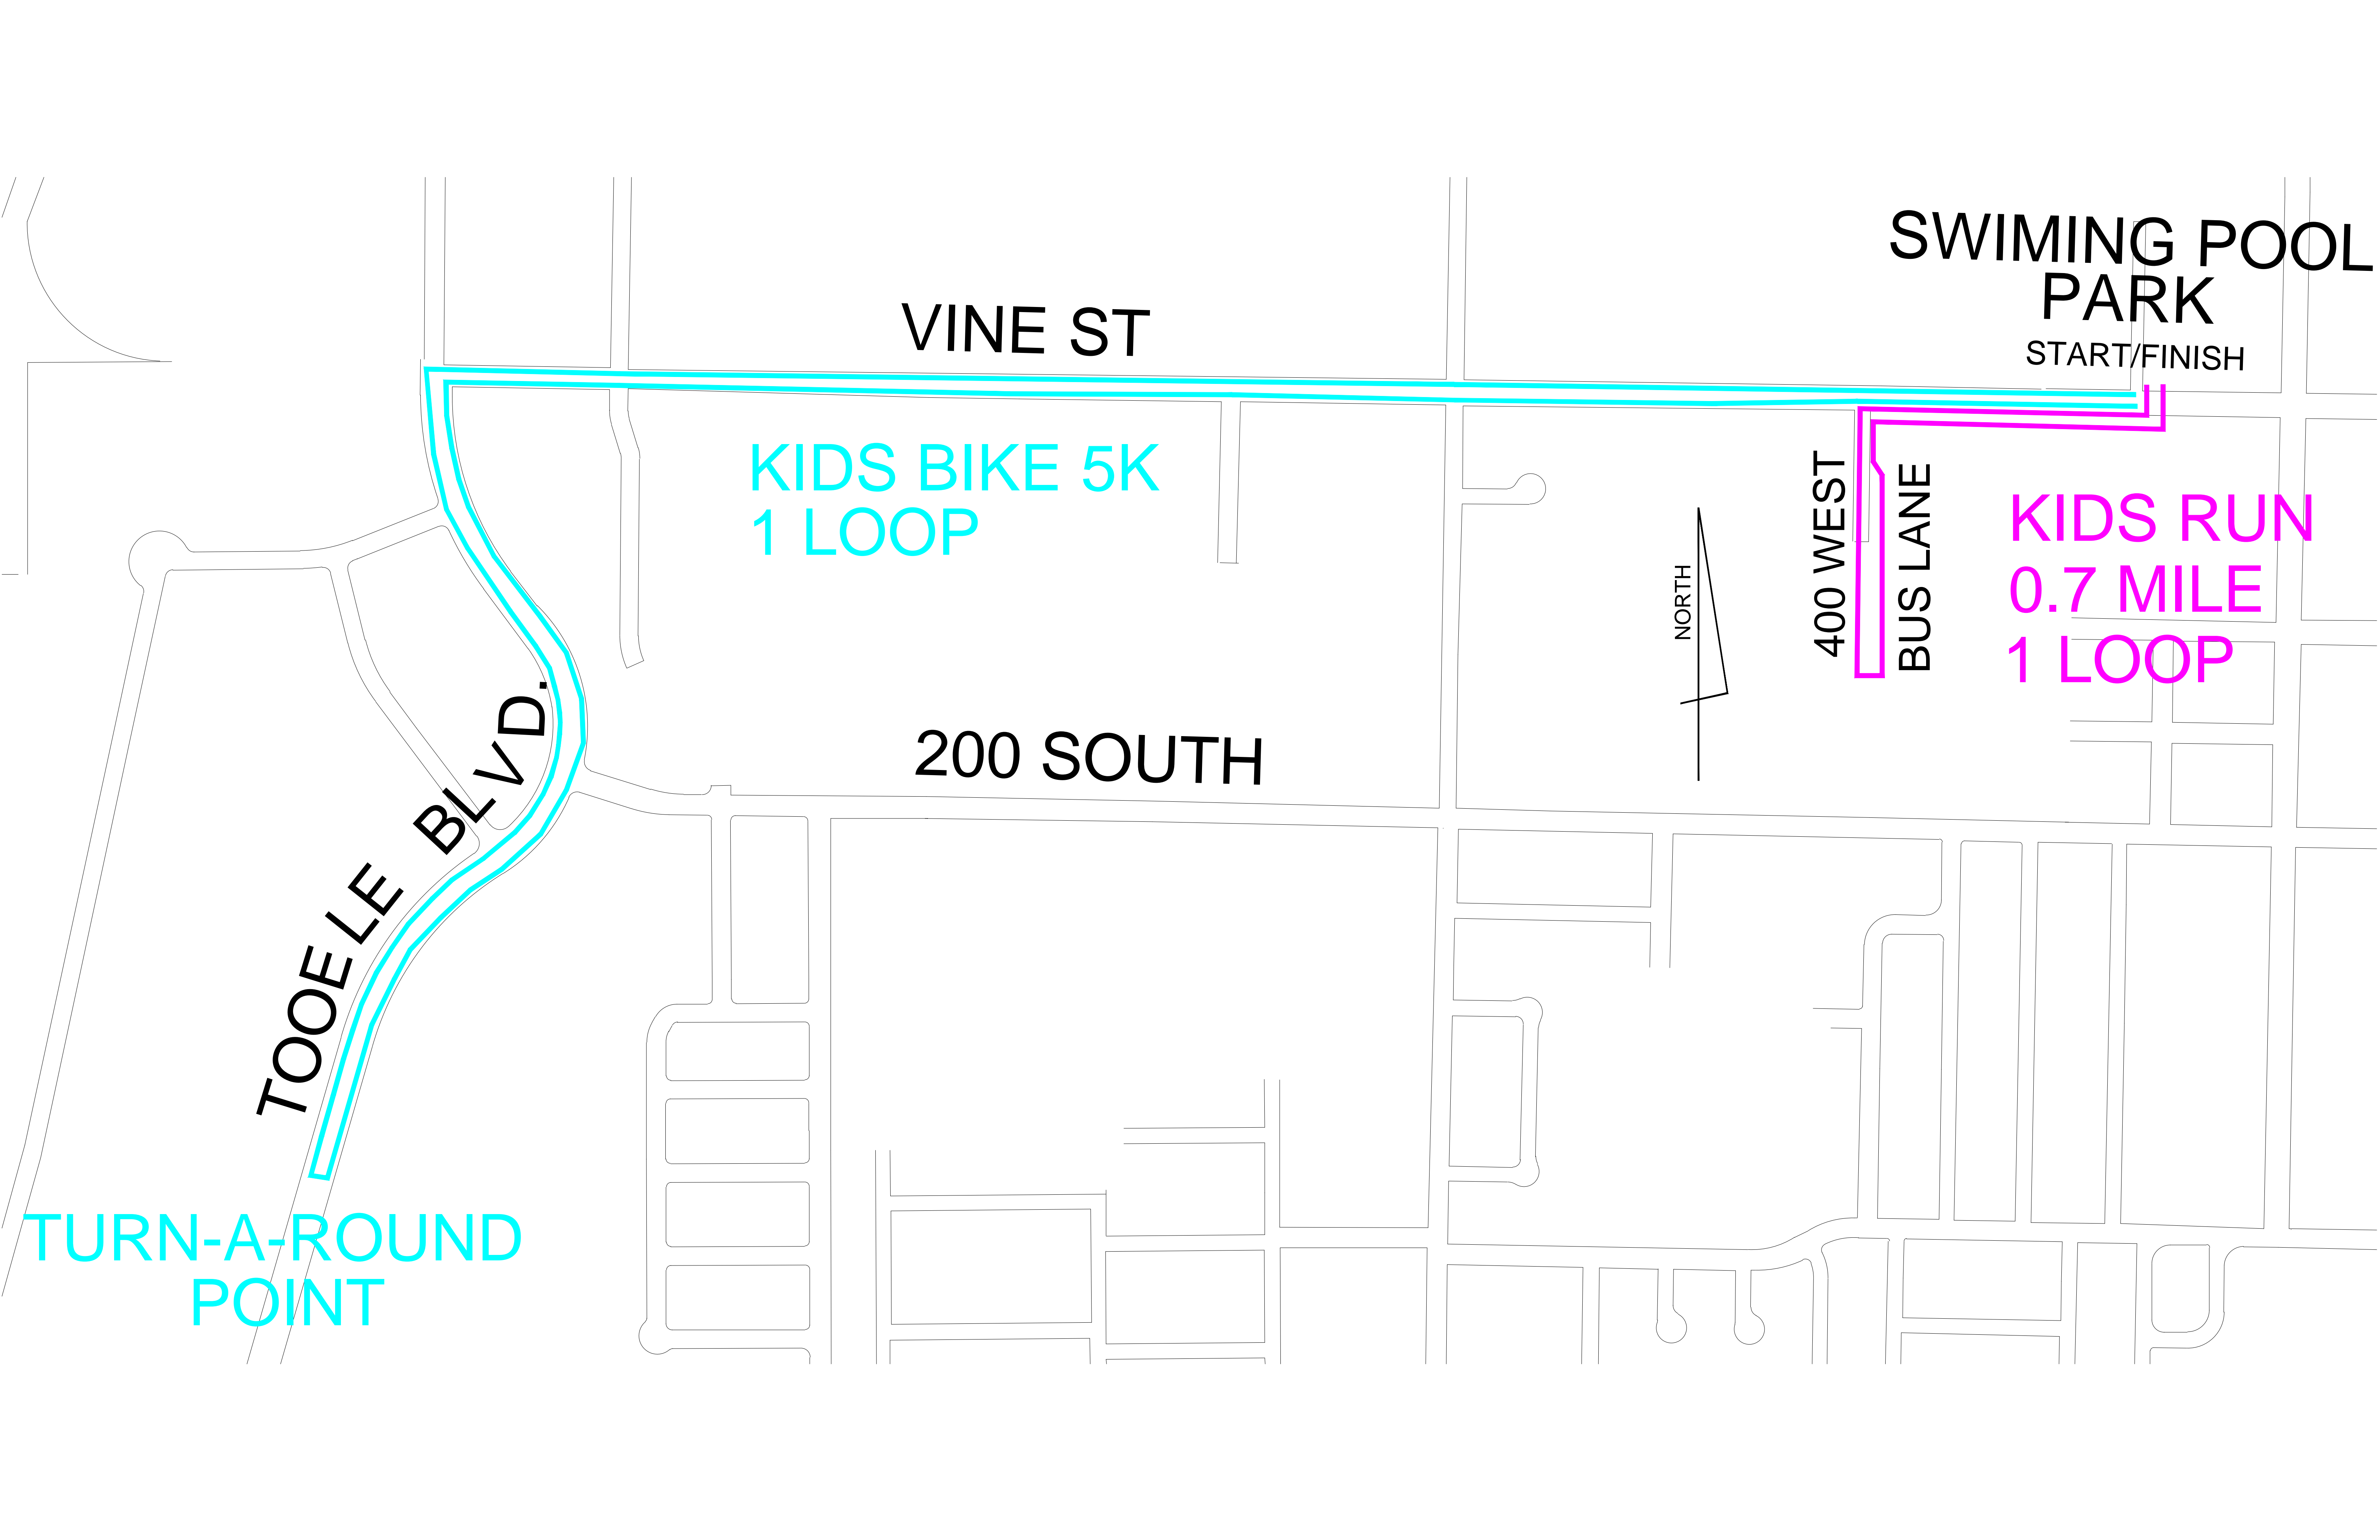 SWIMING POOL
PARK
START/FINISH
VINE ST
KIDS BIKE 5K
1 LOOP
4000 WEST
BUS LANE
KIDS RUN
0.7 MILE
1 LOOP
NORTH
200 SOUTH
TOOELE BLVD.
TURN-A-ROUND
POINT